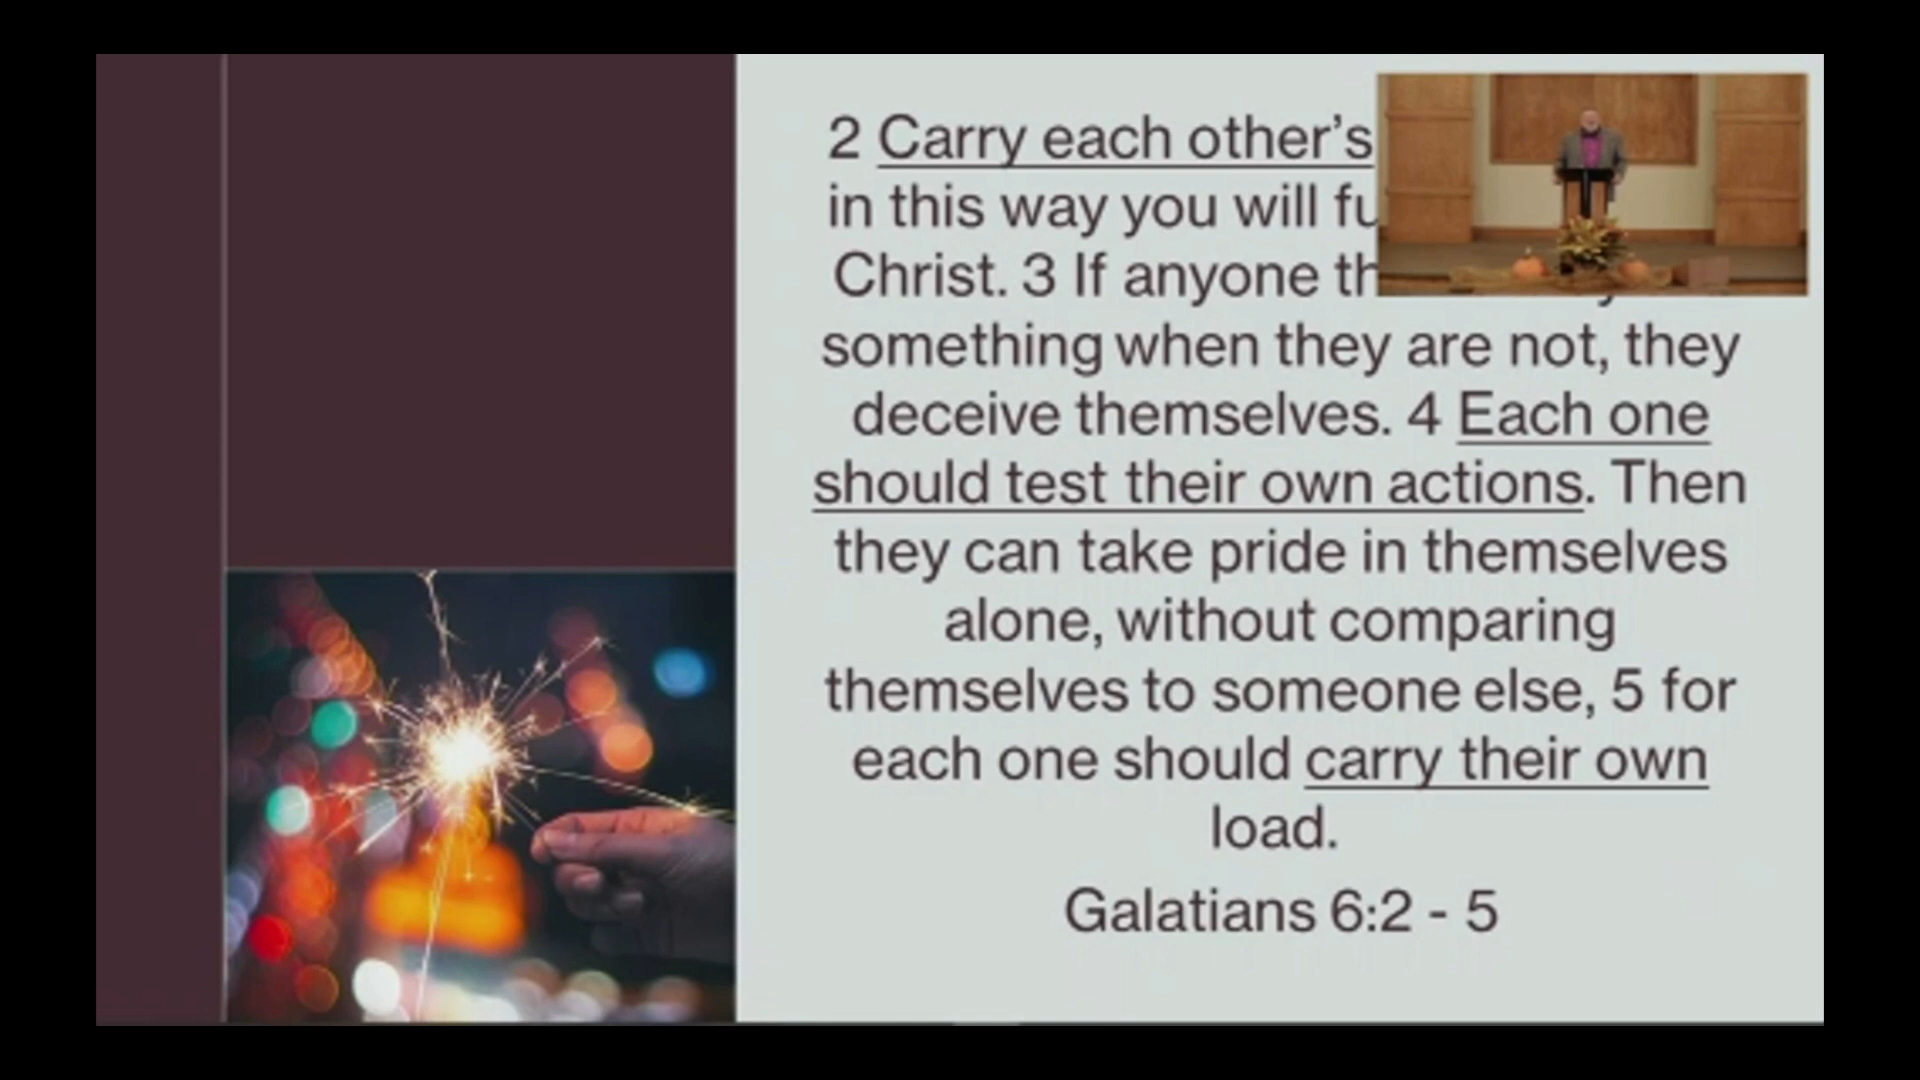 2 Carry each other’s
in this way you will fu
Christ. 3 If anyone th
something when they are not, they
deceive themselves. 4 Each one
should test their own actions. Then
they can take pride in themselves
alone, without comparing
themselves to someone else, 5 for
each one should carry their own
load.
Galatians 6:2 - 5